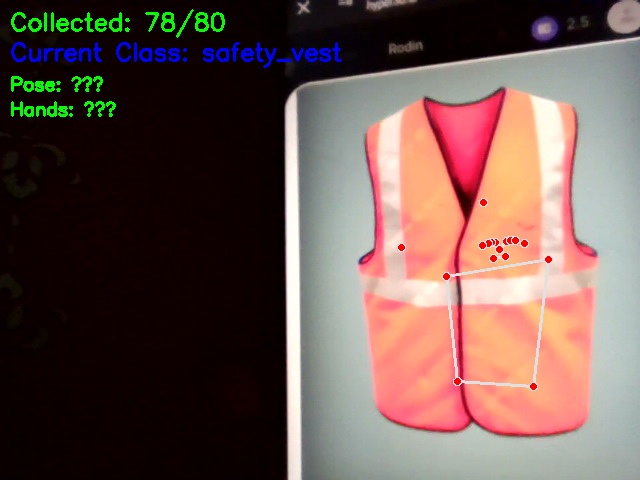 Collected: 78/80
Current Class: safety_vest
Pose: ???
Hands: ???
2.5
Rodin